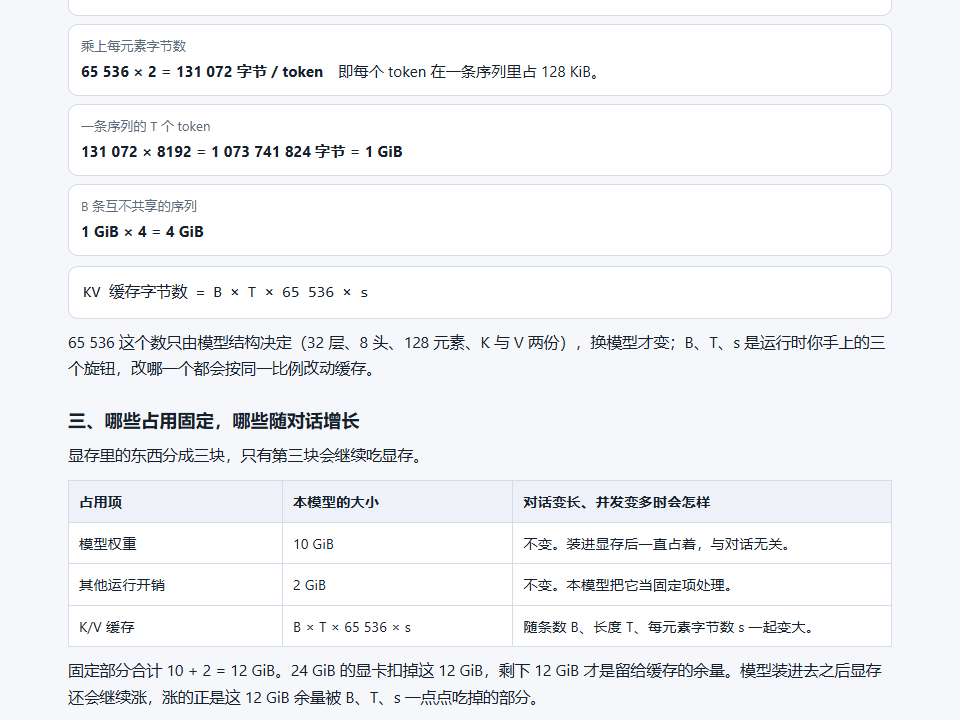 乘上每元素字节数
65 536 × 2 = 131 072 字节 / token 即每个 token 在一条序列里占 128 KiB。
一条序列的 T 个 token
131 072 × 8192 = 1 073 741 824 字节 = 1 GiB
B 条互不共享的序列
1 GiB × 4 = 4 GiB
KV 缓存字节数 = B × T × 65 536 × s
65 536 这个数只由模型结构决定（32 层、8 头、128 元素、K 与 V 两份），换模型才变；B、T、s 是运行时你手上的三
个旋钮，改哪一个都会按同一比例改动缓存。
三、哪些占用固定，哪些随对话增长
显存里的东西分成三块，只有第三块会继续吃显存。
占用项 本模型的大小 对话变长、并发变多时会怎样
模型权重 10 GiB 不变。装进显存后一直占着，与对话无关。
其他运行开销 2 GiB 不变。本模型把它当固定项处理。
K/V 缓存 B × T × 65 536 × s 随条数 B、长度 T、每元素字节数 s 一起变大。
固定部分合计 10 + 2 = 12 GiB。24 GiB 的显卡扣掉这 12 GiB，剩下 12 GiB 才是留给缓存的余量。模型装进去之后显存
还会继续涨，涨的正是这 12 GiB 余量被 B、T、s 一点点吃掉的部分。